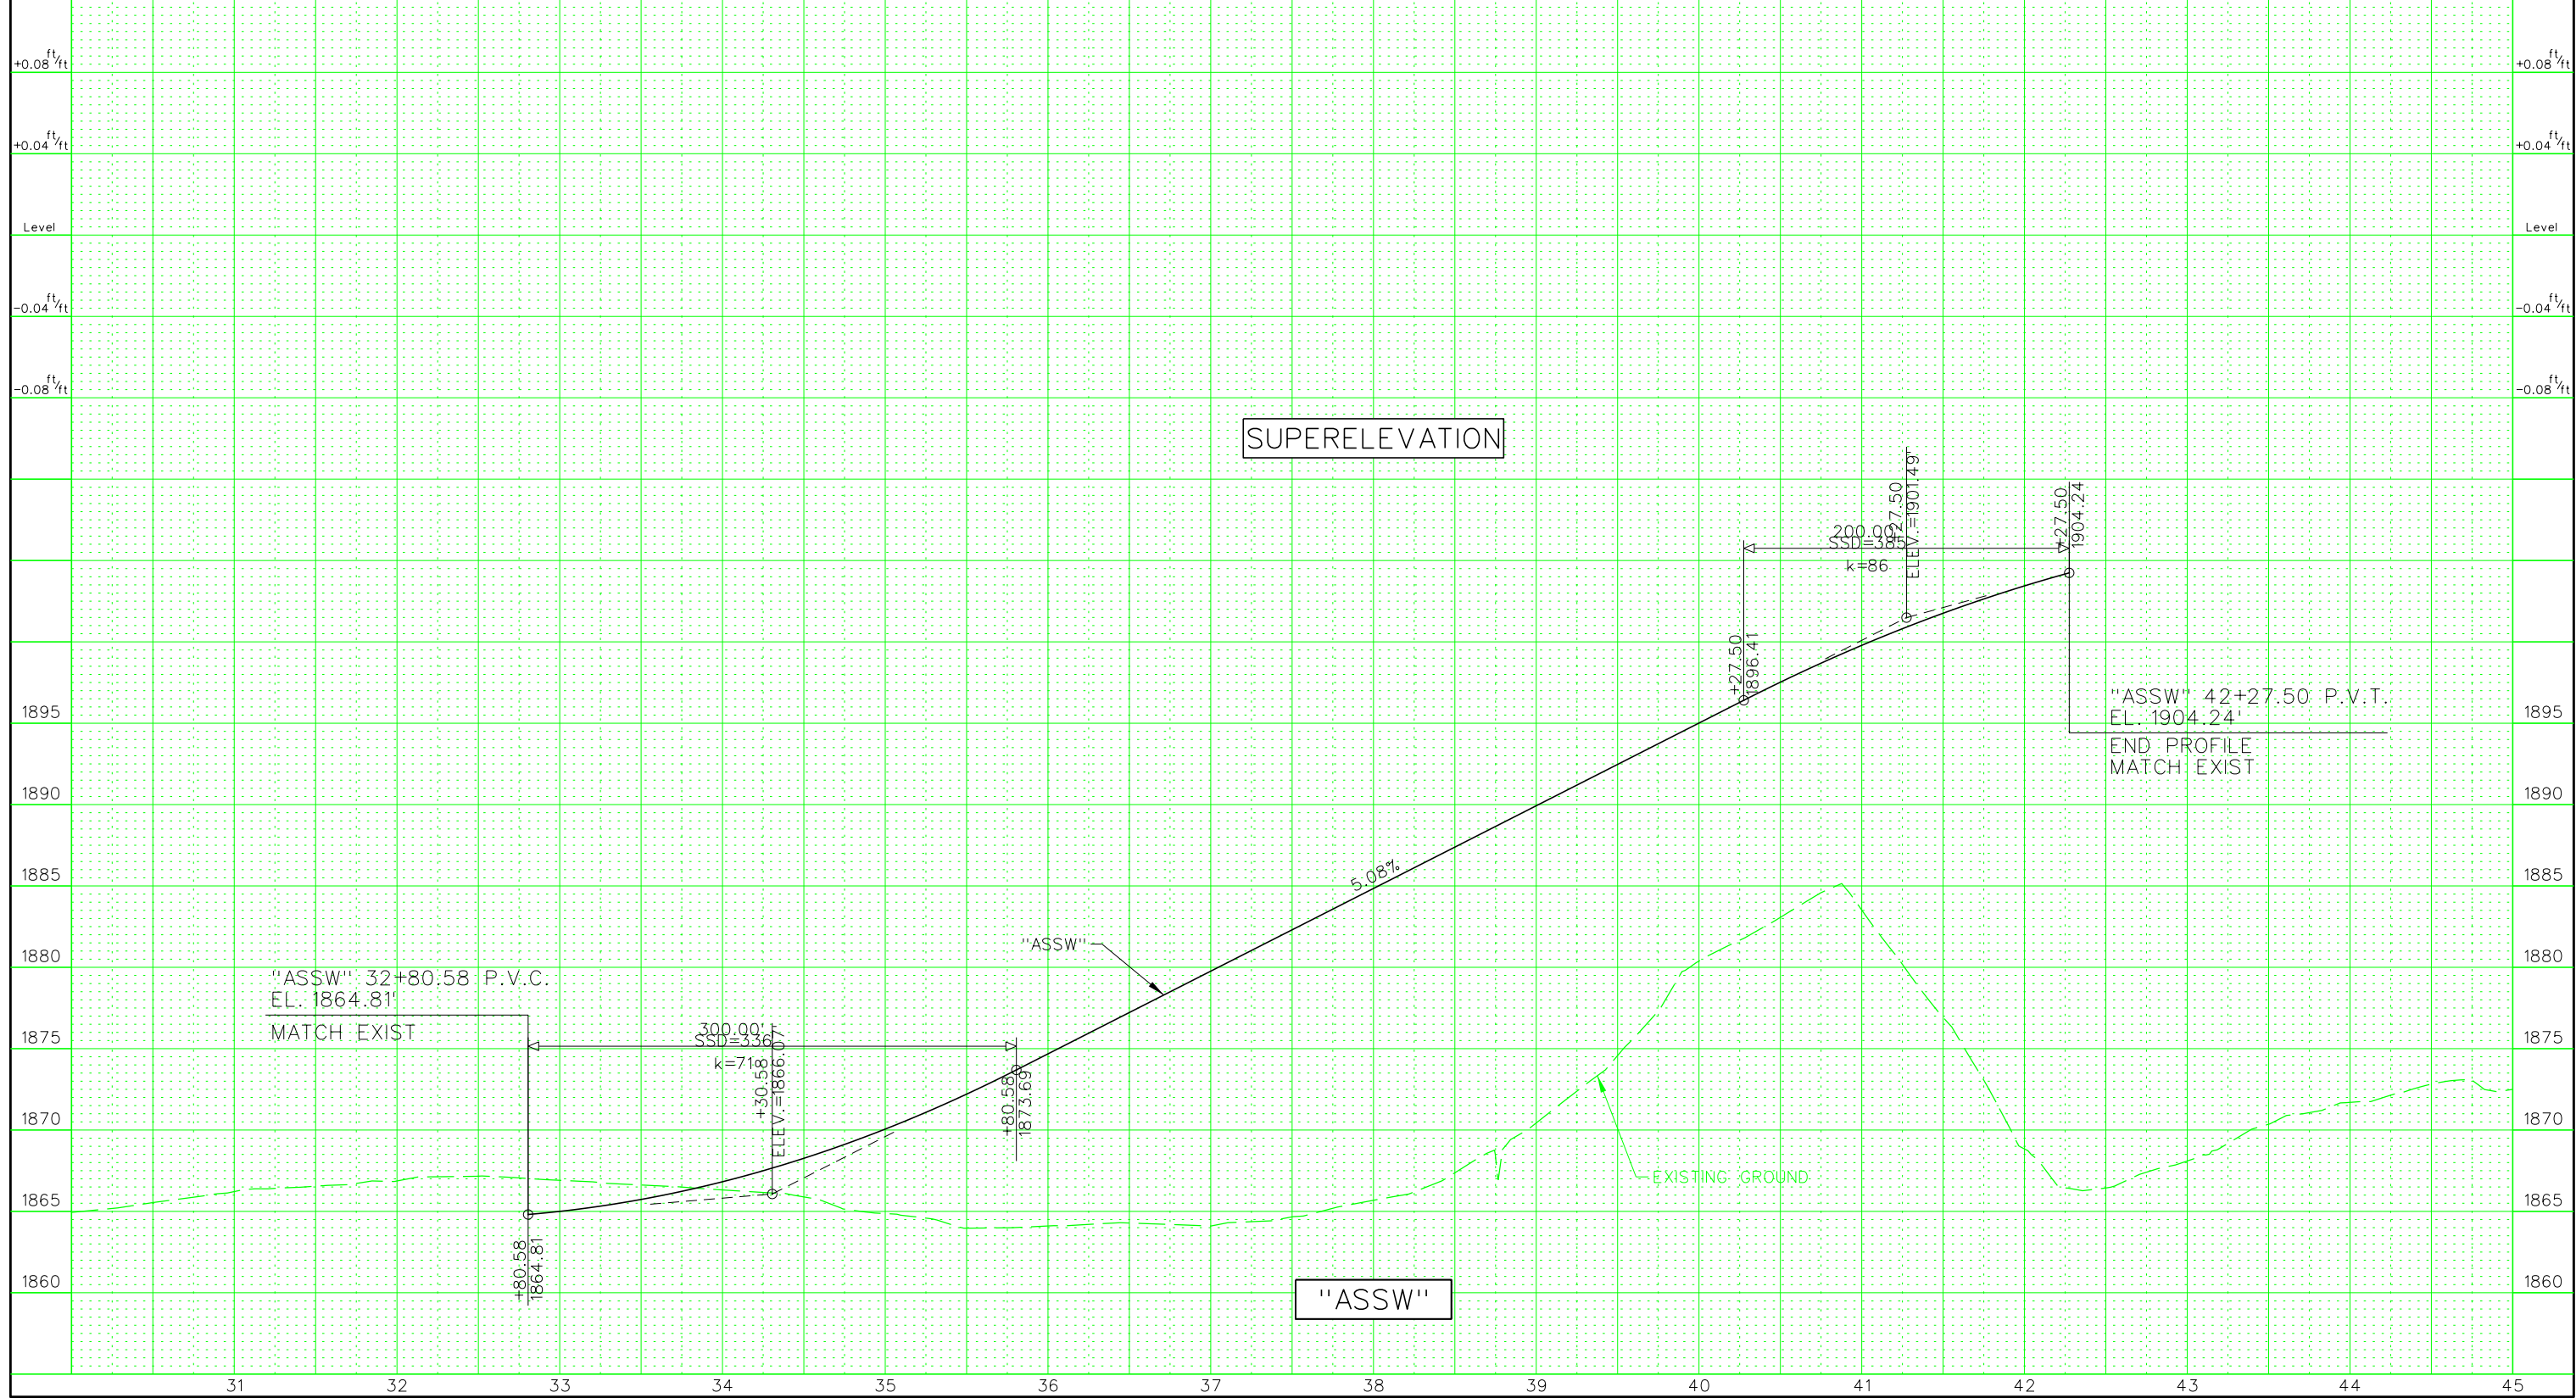 +0.08 ft/ft
+0.08 ft/ft
+0.04 ft/ft
+0.04 ft/ft
Level
Level
-0.04 ft/ft
-0.04 ft/ft
-0.08 ft/ft
-0.08 ft/ft
SUPERELEVATION
200.00'
SSD=385
k=86
+27.50
ELEV.=1901.49'
+27.50
1904.24
+27.50
1896.41
"ASSW" 42+27.50 P.V.T.
EL. 1904.24'
END PROFILE
MATCH EXIST
1895
1895
1890
1890
1885
1885
5.08%
"ASSW"
1880
1880
"ASSW" 32+80.58 P.V.C.
EL. 1864.81'
MATCH EXIST
1875
1875
300.00'
SSD=336
k=71
+30.58
ELEV.=1866.07
+80.58
1873.69
1870
1870
EXISTING GROUND
1865
1865
+80.58
1864.81
1860
1860
"ASSW"
31 32 33 34 35 36 37 38 39 40 41 42 43 44 45